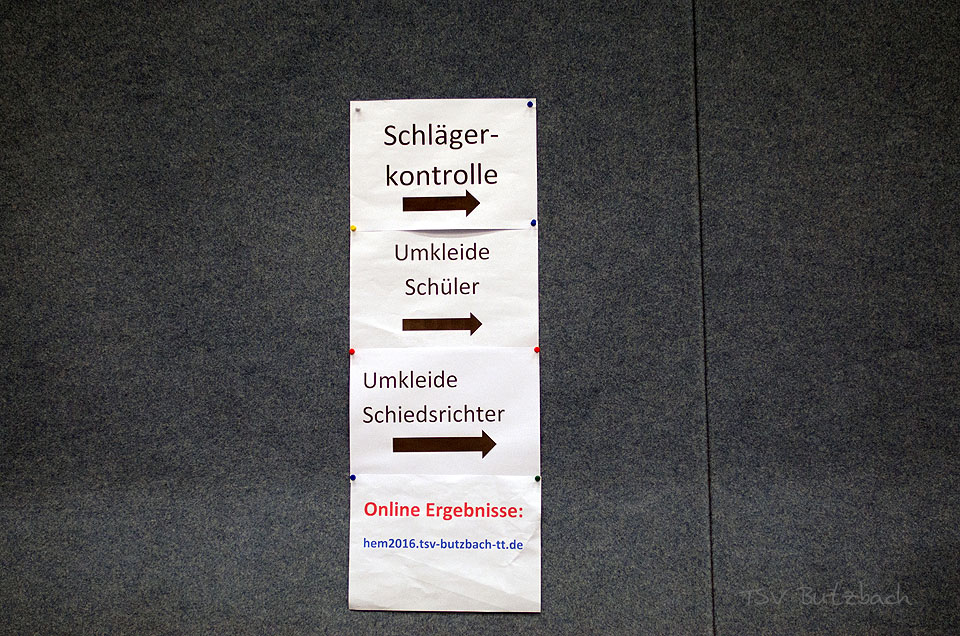 Schläger-
kontrolle
Umkleide
Schüler
Umkleide
Schiedsrichter
Online Ergebnisse:
hem2016.tsv-butzbach-tt.de
TSV Butzbach